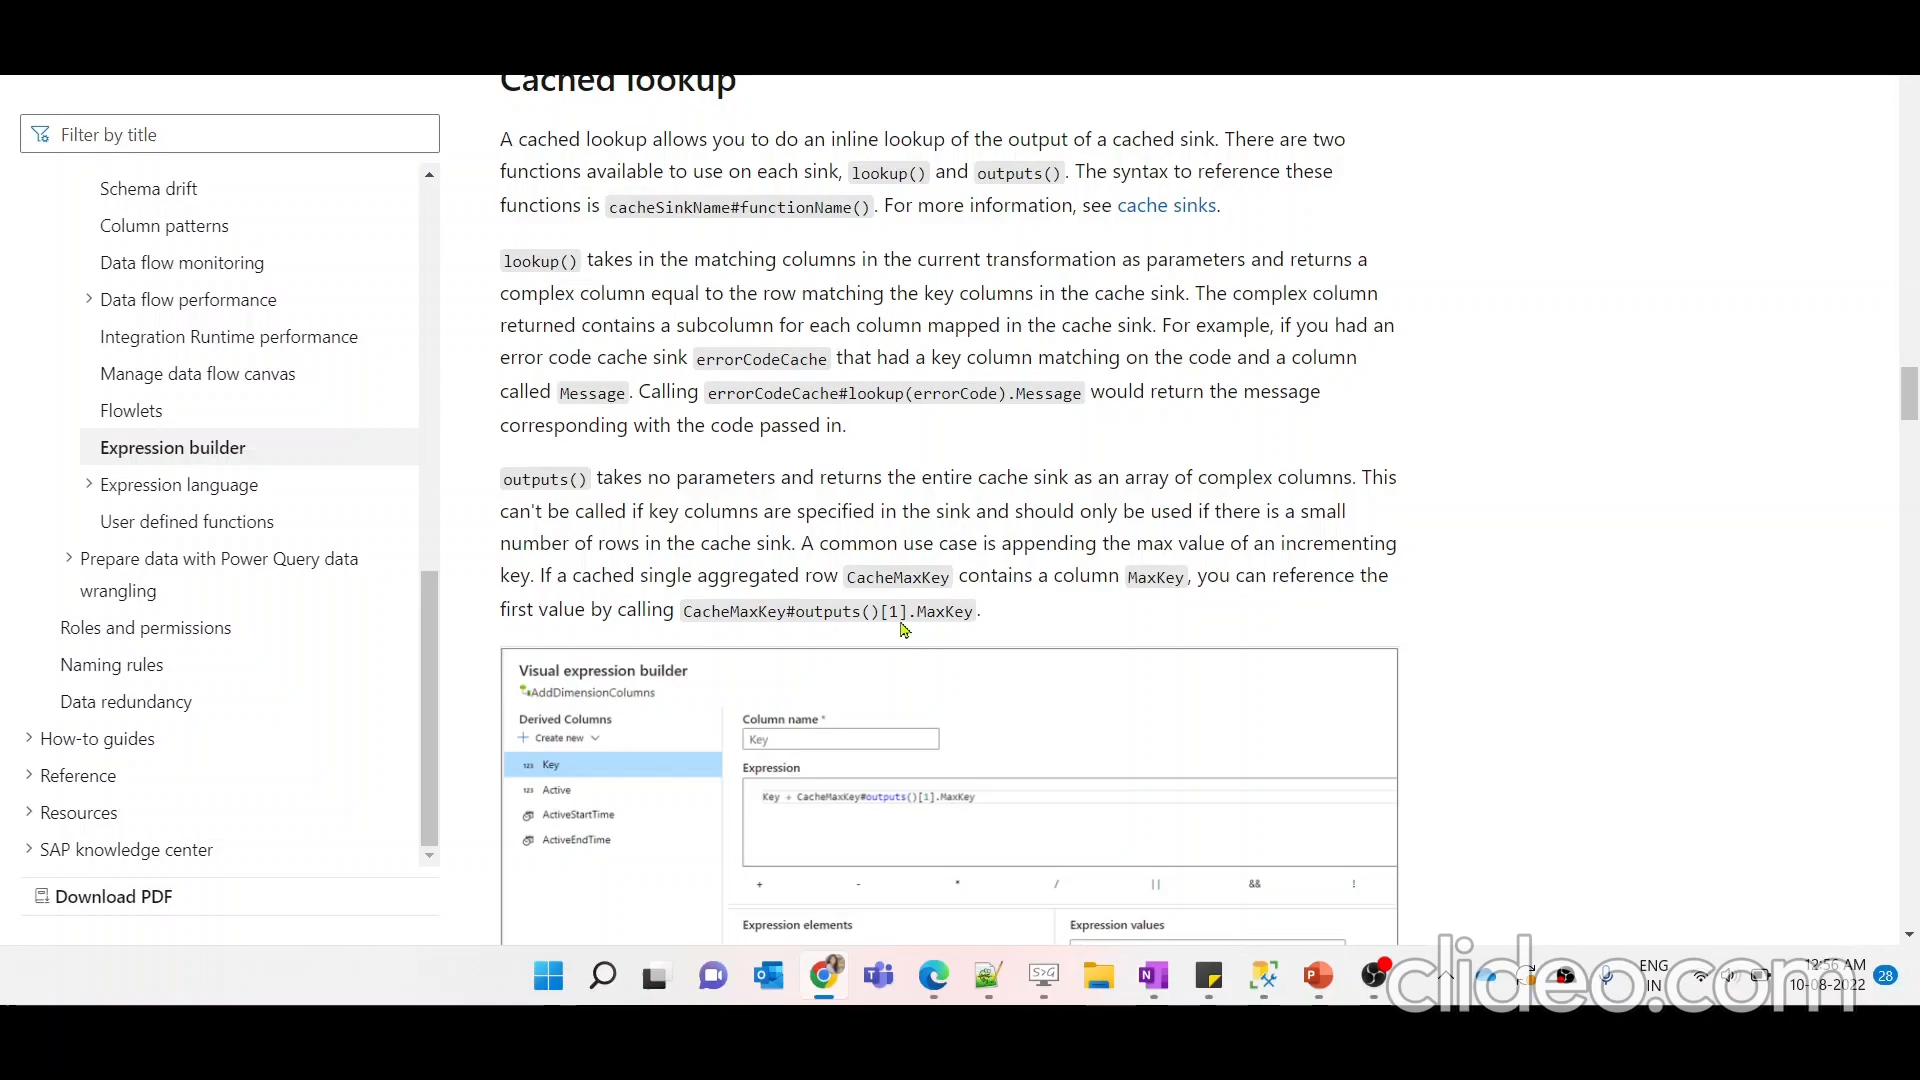 Cached lookup
Filter by title
Schema drift
Column patterns
Data flow monitoring
Data flow performance
Integration Runtime performance
Manage data flow canvas
Flowlets
Expression builder
Expression language
User defined functions
Prepare data with Power Query data
wrangling
Roles and permissions
Naming rules
Data redundancy
How-to guides
Reference
Resources
SAP knowledge center
Download PDF
A cached lookup allows you to do an inline lookup of the output of a cached sink. There are two
functions available to use on each sink, lookup() and outputs(). The syntax to reference these
functions is cacheSinkName#functionName(). For more information, see cache sinks.
lookup() takes in the matching columns in the current transformation as parameters and returns a
complex column equal to the row matching the key columns in the cache sink. The complex column
returned contains a subcolumn for each column mapped in the cache sink. For example, if you had an
error code cache sink errorCodeCache that had a key column matching on the code and a column
called Message. Calling errorCodeCache#lookup(errorCode).Message would return the message
corresponding with the code passed in.
outputs() takes no parameters and returns the entire cache sink as an array of complex columns. This
can't be called if key columns are specified in the sink and should only be used if there is a small
number of rows in the cache sink. A common use case is appending the max value of an incrementing
key. If a cached single aggregated row CacheMaxKey contains a column MaxKey, you can reference the
first value by calling CacheMaxKey#outputs()[1].MaxKey.
Visual expression builder
AddDimensionColumns
Derived Columns
+ Create new
123 Key
123 Active
ActiveStartTime
ActiveEndTime
Column name *
Key
Expression
Key + CacheMaxKey#outputs()[1].MaxKey
+ - * / || && !
Expression elements
Expression values
S>G
N
P
ENG
IN
12:56 AM
10-08-2022
28
clideo.com